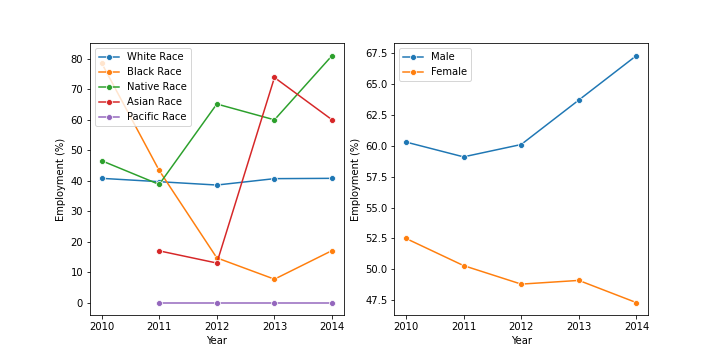 White Race
Black Race
Native Race
Asian Race
Pacific Race
80
70
60
50
40
30
20
10
0
Employment (%)
2010 2011 2012 2013 2014
Year
Male
Female
67.5
65.0
62.5
60.0
57.5
55.0
52.5
50.0
47.5
Employment (%)
2010 2011 2012 2013 2014
Year